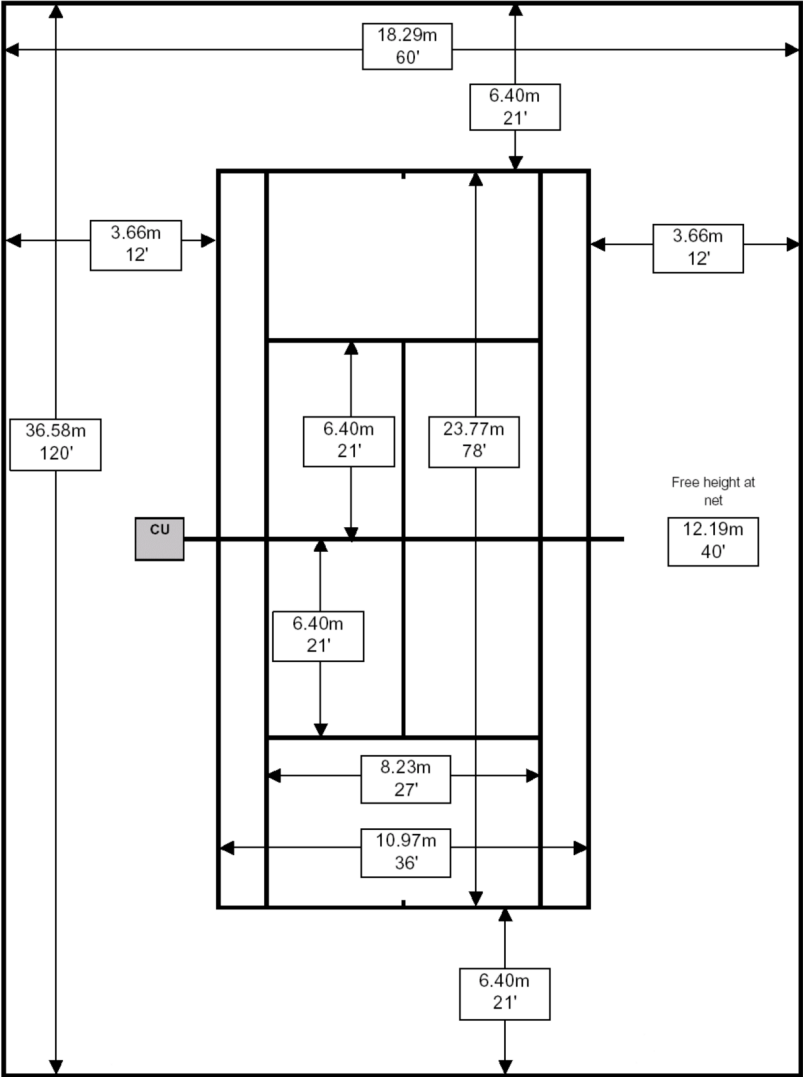 18.29m
60'
6.40m
21'
3.66m
12'
3.66m
12'
36.58m
120'
6.40m
21'
23.77m
78'
Free height at
net
12.19m
40'
CU
6.40m
21'
8.23m
27'
10.97m
36'
6.40m
21'